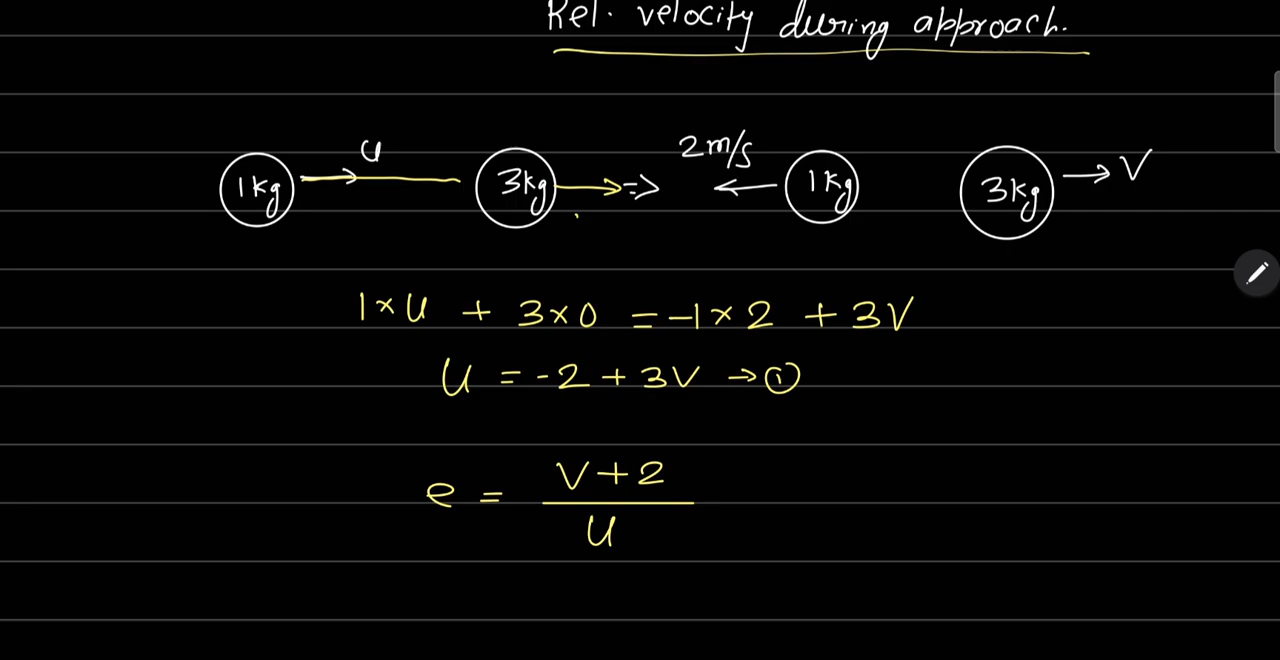 Rel. velocity during approach.
1kg → u 3kg → ⇒ 2m/s ← 1kg 3kg → V
1×u + 3×0 = -1×2 + 3V
u = -2 + 3V → ①
e = (V+2)/u